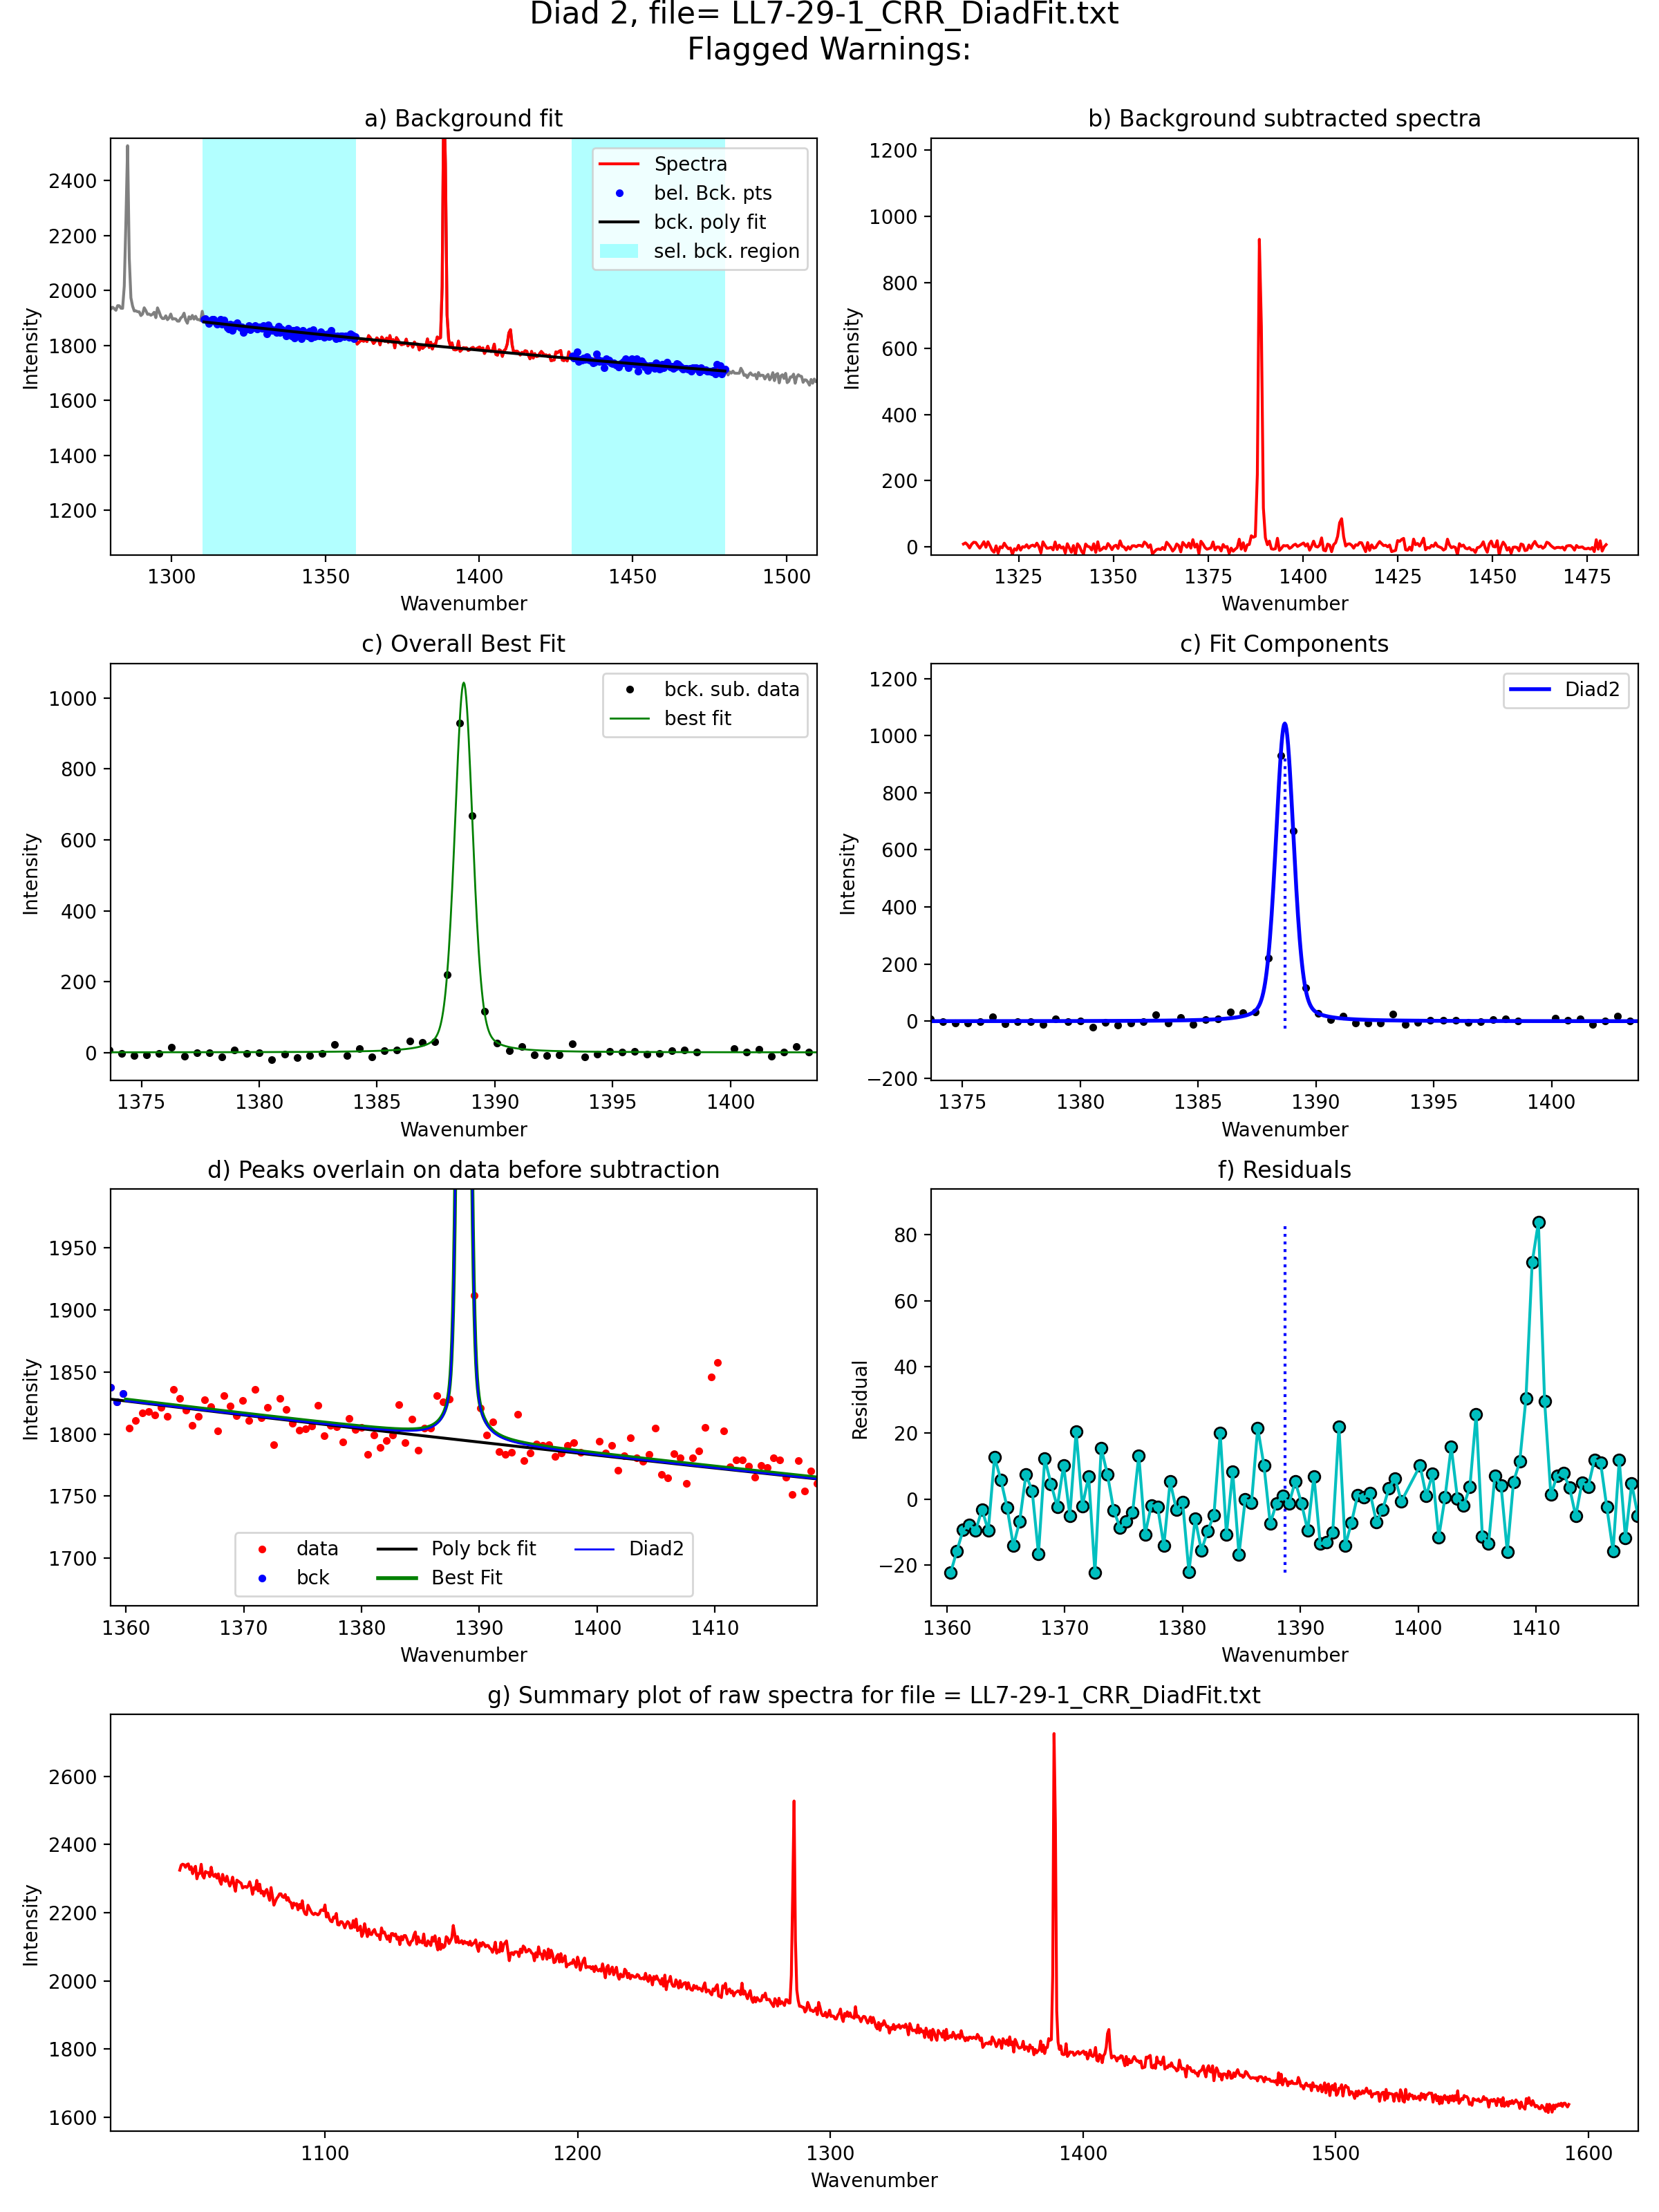 Diad 2, file= LL7-29-1_CRR_DiadFit.txt
Flagged Warnings:
a) Background fit
Intensity
2400
2200
2000
1800
1600
1400
1200
Spectra
bel. Bck. pts
bck. poly fit
sel. bck. region
1300 1350 1400 1450 1500
Wavenumber
b) Background subtracted spectra
Intensity
1200
1000
800
600
400
200
0
1325 1350 1375 1400 1425 1450 1475
Wavenumber
c) Overall Best Fit
Intensity
1000
800
600
400
200
0
bck. sub. data
best fit
1375 1380 1385 1390 1395 1400
Wavenumber
c) Fit Components
Intensity
1200
1000
800
600
400
200
0
−200
Diad2
1375 1380 1385 1390 1395 1400
Wavenumber
d) Peaks overlain on data before subtraction
Intensity
1950
1900
1850
1800
1750
1700
data
bck
Poly bck fit
Best Fit
Diad2
1360 1370 1380 1390 1400 1410
Wavenumber
f) Residuals
Residual
80
60
40
20
0
−20
1360 1370 1380 1390 1400 1410
Wavenumber
g) Summary plot of raw spectra for file = LL7-29-1_CRR_DiadFit.txt
Intensity
2600
2400
2200
2000
1800
1600
1100 1200 1300 1400 1500 1600
Wavenumber